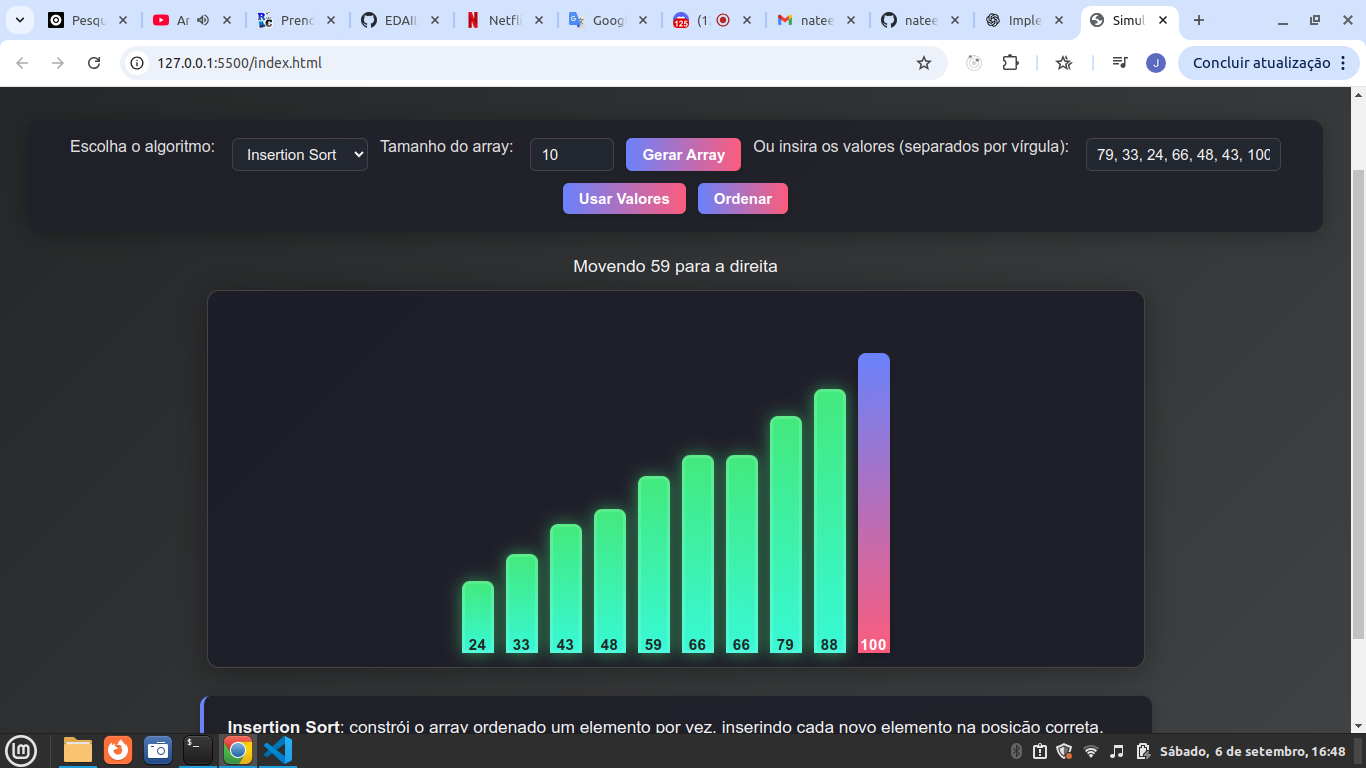 Pesqu
Ar
Prenc
EDAII
Netfli
Goog
(1
125
natee
natee
Imple
Simul
127.0.0.1:5500/index.html
J
Concluir atualização
Escolha o algoritmo: Insertion Sort Tamanho do array: 10 Gerar Array Ou insira os valores (separados por vírgula): 79, 33, 24, 66, 48, 43, 100
Usar Valores Ordenar
Movendo 59 para a direita
24 33 43 48 59 66 66 79 88 100
Insertion Sort: constrói o array ordenado um elemento por vez, inserindo cada novo elemento na posição correta.
Sábado, 6 de setembro, 16:48